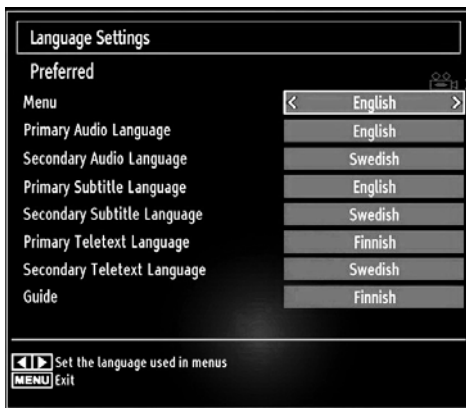 Language Settings
Preferred
Menu < English >
Primary Audio Language English
Secondary Audio Language Swedish
Primary Subtitle Language English
Secondary Subtitle Language Swedish
Primary Teletext Language Finnish
Secondary Teletext Language Swedish
Guide Finnish
Set the language used in menus
MENU Exit